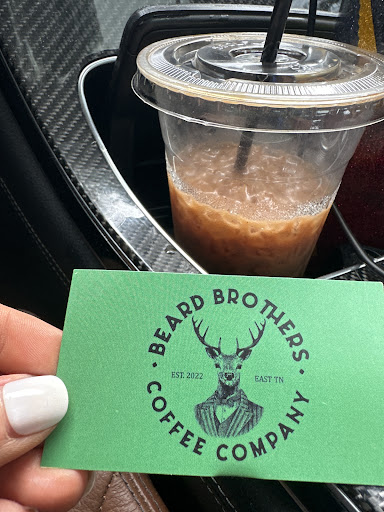 BEARD BROTHERS
EST. 2022
EAST TN
COFFEE COMPANY